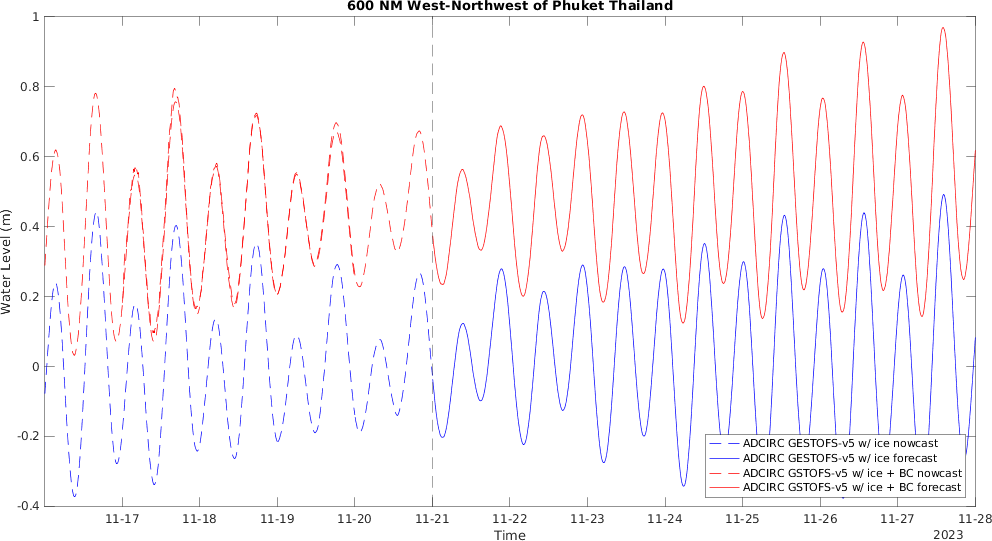 600 NM West-Northwest of Phuket Thailand
Water Level (m)
1
0.8
0.6
0.4
0.2
0
-0.2
-0.4
ADCIRC GESTOFS-v5 w/ ice nowcast
ADCIRC GESTOFS-v5 w/ ice forecast
ADCIRC GSTOFS-v5 w/ ice + BC nowcast
ADCIRC GSTOFS-v5 w/ ice + BC forecast
11-17 11-18 11-19 11-20 11-21 11-22 11-23 11-24 11-25 11-26 11-27 11-28
Time
2023